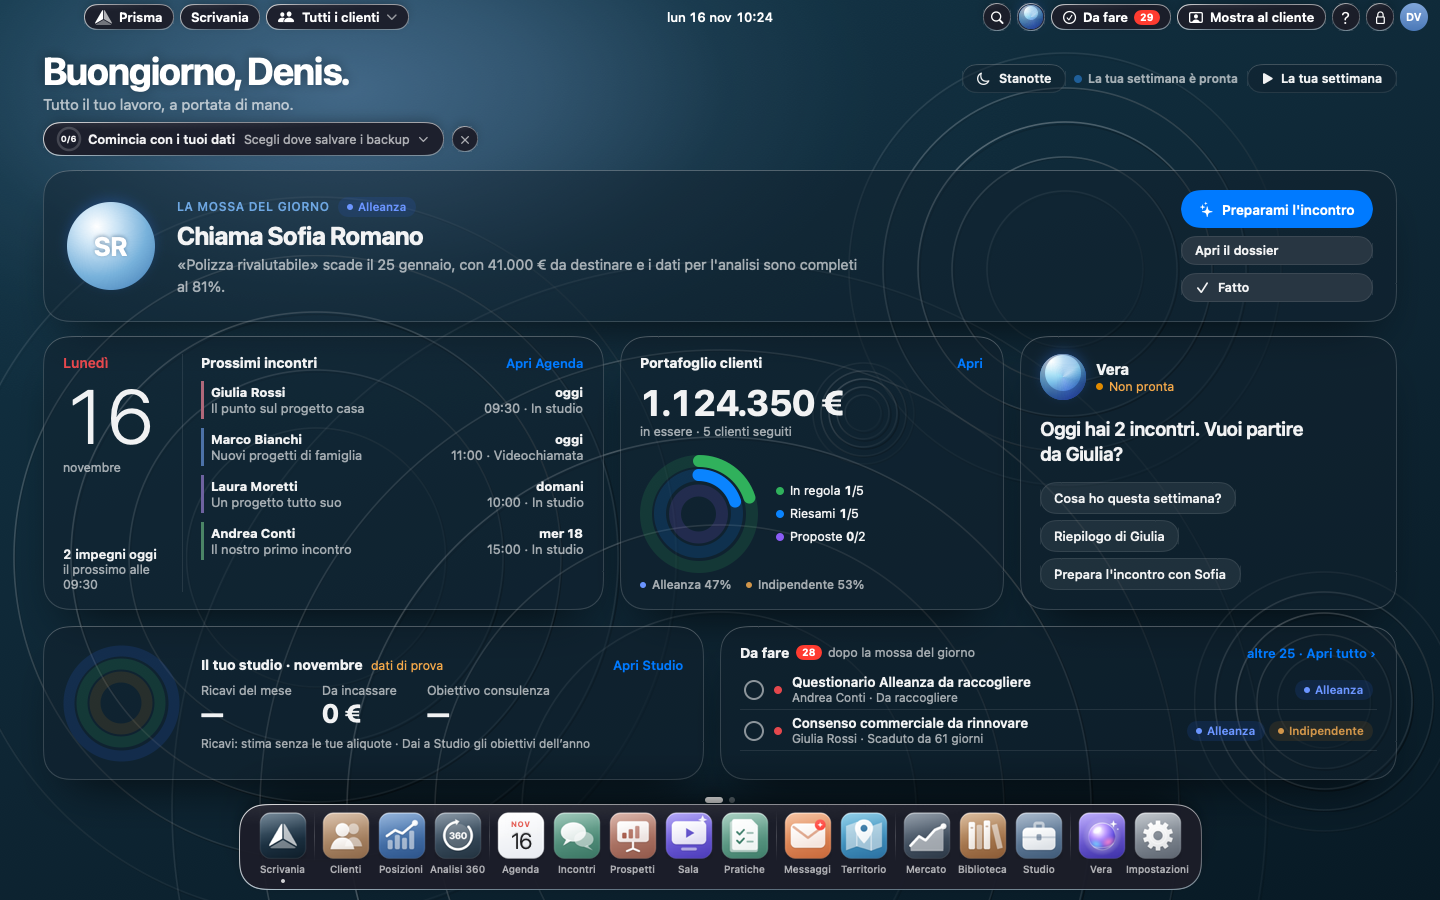 Prisma Scrivania Tutti i clienti lun 16 nov 10:24 Da fare 29 Mostra al cliente ? DV
Buongiorno, Denis.
Tutto il tuo lavoro, a portata di mano.
Stanotte La tua settimana è pronta La tua settimana
0/6 Comincia con i tuoi dati Scegli dove salvare i backup
SR
LA MOSSA DEL GIORNO Alleanza
Chiama Sofia Romano
«Polizza rivalutabile» scade il 25 gennaio, con 41.000 € da destinare e i dati per l'analisi sono completi
al 81%.
Preparami l'incontro
Apri il dossier
Fatto
Lunedì
16
novembre
2 impegni oggi
il prossimo alle
09:30
Prossimi incontri Apri Agenda
Giulia Rossi oggi
Il punto sul progetto casa 09:30 · In studio
Marco Bianchi oggi
Nuovi progetti di famiglia 11:00 · Videochiamata
Laura Moretti domani
Un progetto tutto suo 10:00 · In studio
Andrea Conti mer 18
Il nostro primo incontro 15:00 · In studio
Portafoglio clienti Apri
1.124.350 €
in essere · 5 clienti seguiti
In regola 1/5
Riesami 1/5
Proposte 0/2
Alleanza 47% Indipendente 53%
Vera
Non pronta
Oggi hai 2 incontri. Vuoi partire
da Giulia?
Cosa ho questa settimana?
Riepilogo di Giulia
Prepara l'incontro con Sofia
Il tuo studio · novembre dati di prova Apri Studio
Ricavi del mese Da incassare Obiettivo consulenza
— 0 € —
Ricavi: stima senza le tue aliquote · Dai a Studio gli obiettivi dell'anno
Da fare 28 dopo la mossa del giorno altre 25 · Apri tutto ›
Questionario Alleanza da raccogliere
Andrea Conti · Da raccogliere
Alleanza
Consenso commerciale da rinnovare
Giulia Rossi · Scaduto da 61 giorni
Alleanza Indipendente
360
NOV
16
Scrivania Clienti Posizioni Analisi 360 Agenda Incontri Prospetti Sala Pratiche Messaggi Territorio Mercato Biblioteca Studio Vera Impostazioni